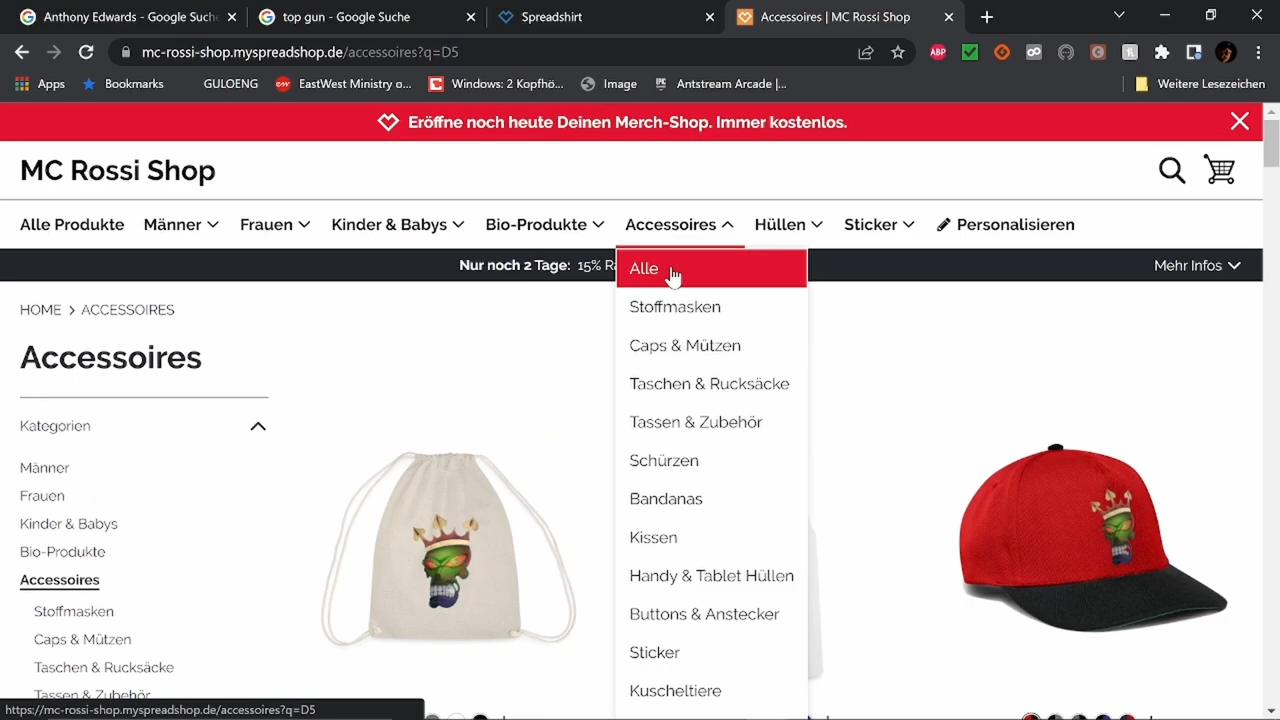 Anthony Edwards - Google Suche
top gun - Google Suche
Spreadshirt
Accessoires | MC Rossi Shop
mc-rossi-shop.myspreadshop.de/accessoires?q=D5
ABP
Apps
Bookmarks
GULOENG
EastWest Ministry o...
Windows: 2 Kopfhö...
Image
Antstream Arcade |...
Weitere Lesezeichen
Eröffne noch heute Deinen Merch-Shop. Immer kostenlos.
MC Rossi Shop
Alle Produkte
Männer
Frauen
Kinder & Babys
Bio-Produkte
Accessoires
Hüllen
Sticker
Personalisieren
Nur noch 2 Tage: 15%
Mehr Infos
Alle
Stoffmasken
Caps & Mützen
Taschen & Rucksäcke
Tassen & Zubehör
Schürzen
Bandanas
Kissen
Handy & Tablet Hüllen
Buttons & Anstecker
Sticker
Kuscheltiere
HOME > ACCESSOIRES
Accessoires
Kategorien
Männer
Frauen
Kinder & Babys
Bio-Produkte
Accessoires
Stoffmasken
Caps & Mützen
Taschen & Rucksäcke
Tassen & Zubehör
https://mc-rossi-shop.myspreadshop.de/accessoires?q=D5